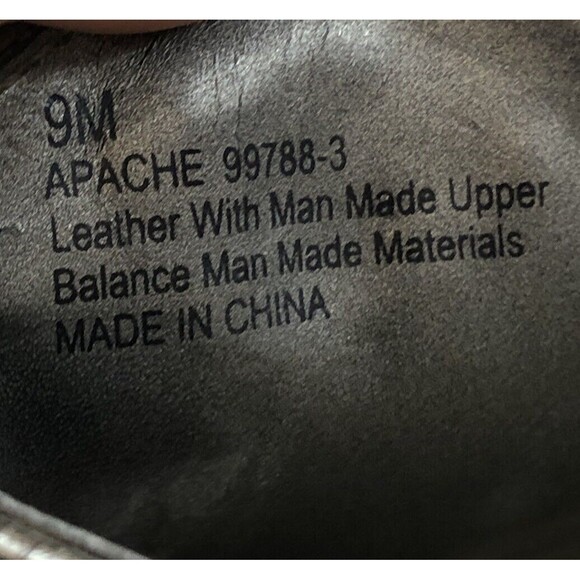 9M
APACHE 99788-3
Leather With Man Made Upper
Balance Man Made Materials
MADE IN CHINA